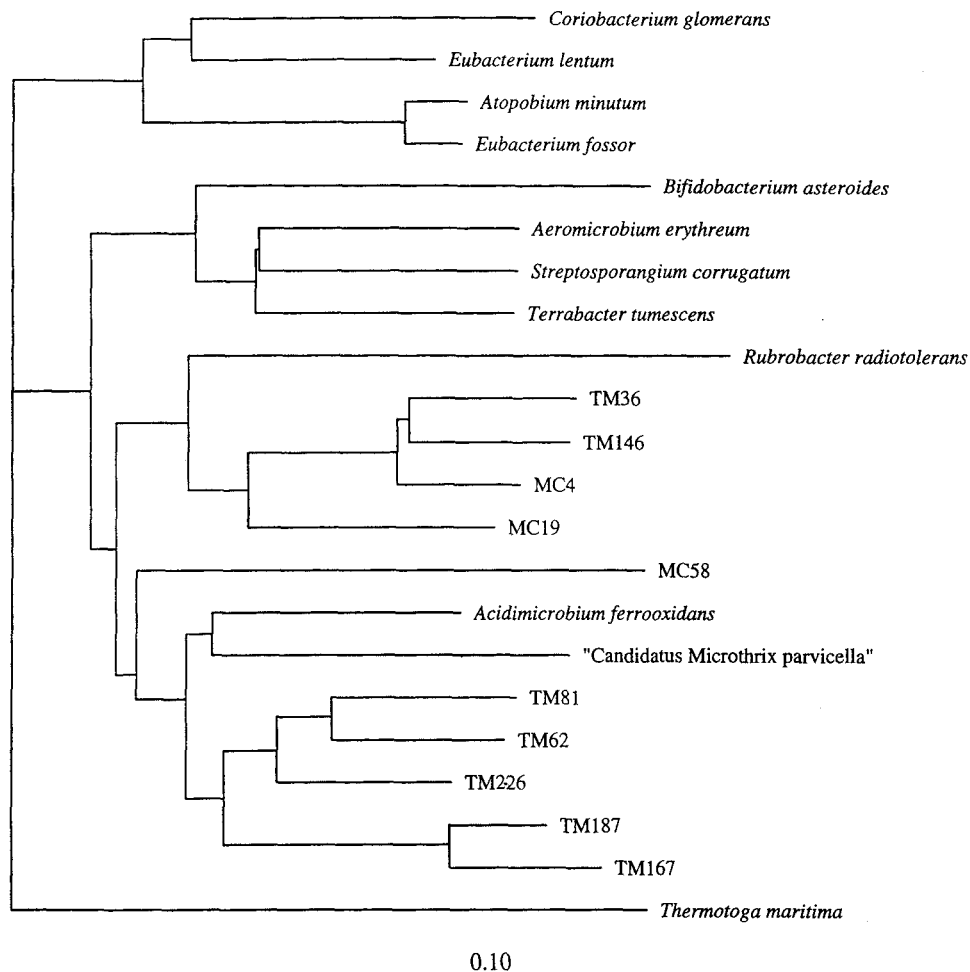 Coriobacterium glomerans
Eubacterium lentum
Atopobium minutum
Eubacterium fossor
Bifidobacterium asteroides
Aeromicrobium erythreum
Streptosporangium corrugatum
Terrabacter tumescens
Rubrobacter radiotolerans
TM36
TM146
MC4
MC19
MC58
Acidimicrobium ferrooxidans
"Candidatus Microthrix parvicella"
TM81
TM62
TM226
TM187
TM167
Thermotoga maritima
0.10